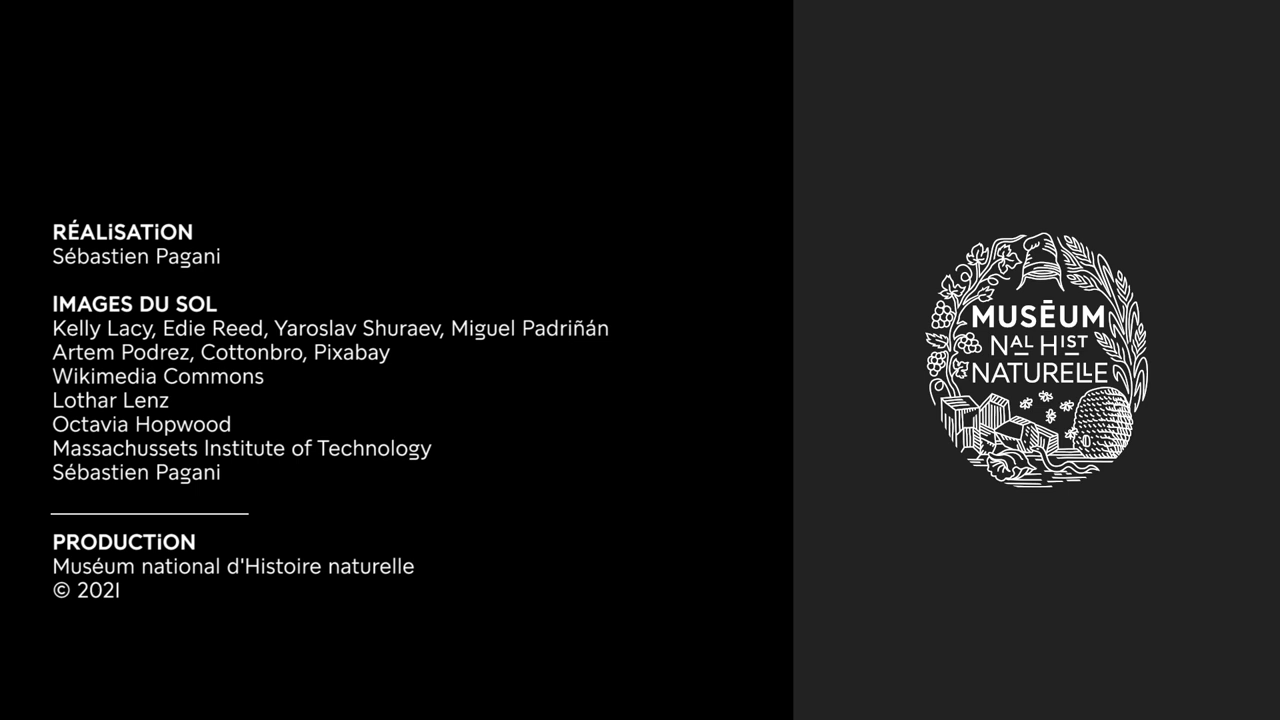 RÉALiSATiON
Sébastien Pagani
IMAGES DU SOL
Kelly Lacy, Edie Reed, Yaroslav Shuraev, Miguel Padriñán
Artem Podrez, Cottonbro, Pixabay
Wikimedia Commons
Lothar Lenz
Octavia Hopwood
Massachussets Institute of Technology
Sébastien Pagani
PRODUCTiON
Muséum national d'Histoire naturelle
© 2021
MUSĒUM
NAL HIST
NATURELLE